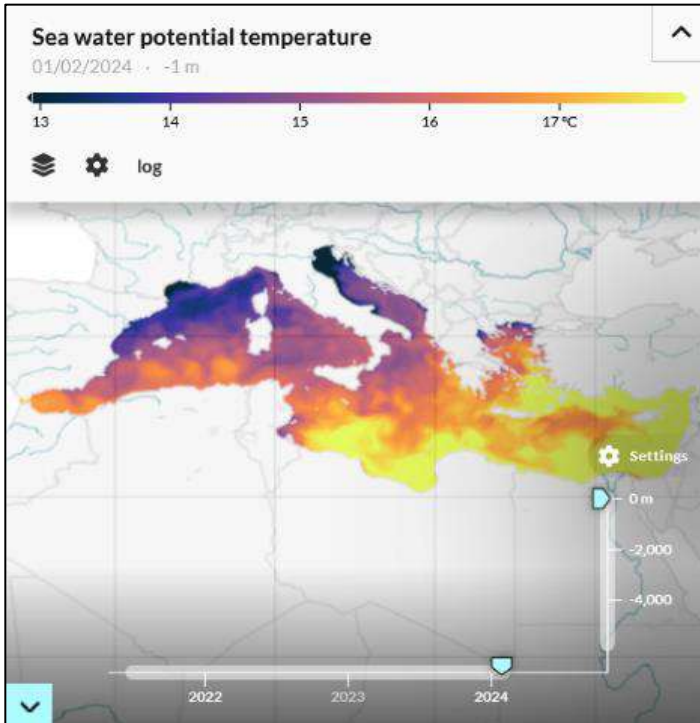 Sea water potential temperature
01/02/2024 · -1 m
13 14 15 16 17 °C
log
Settings
0 m
-2,000
-4,000
2022 2023 2024